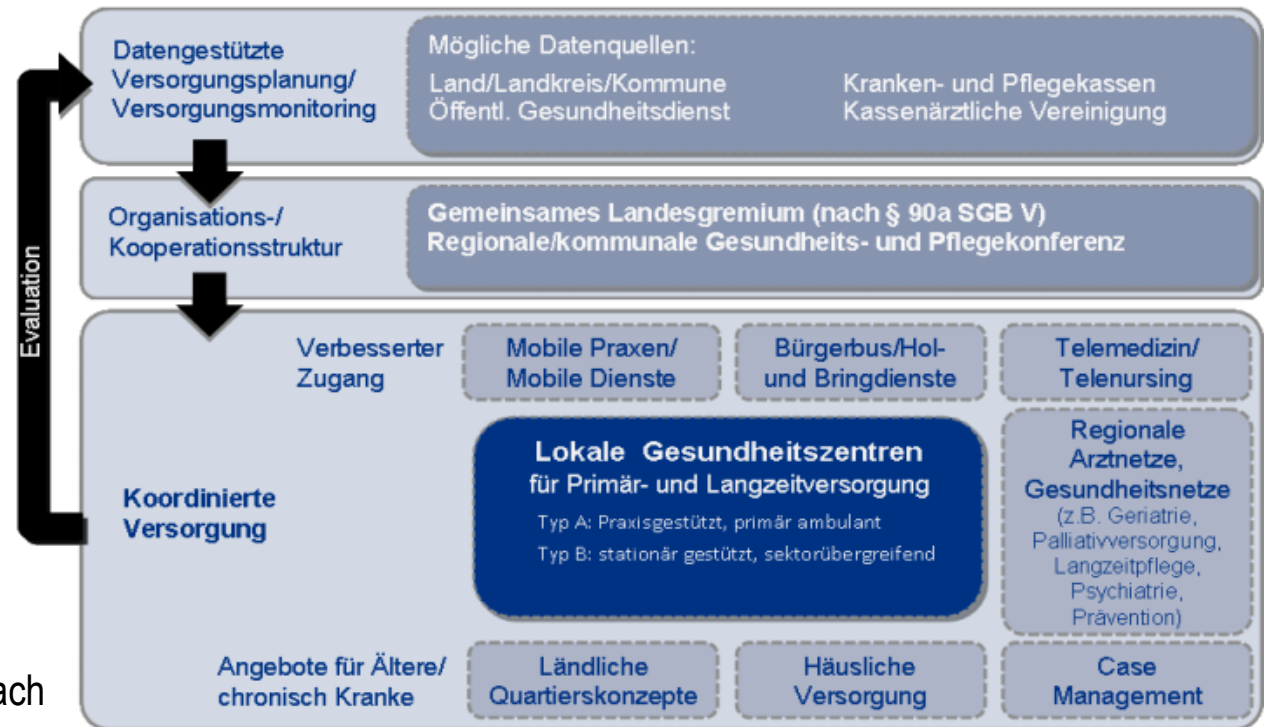 Datengestützte
Versorgungsplanung/
Versorgungsmonitoring
Mögliche Datenquellen:
Land/Landkreis/Kommune
Öffentl. Gesundheitsdienst
Kranken- und Pflegekassen
Kassenärztliche Vereinigung
Evaluation
Organisations-/
Kooperationsstruktur
Gemeinsames Landesgremium (nach § 90a SGB V)
Regionale/kommunale Gesundheits- und Pflegekonferenz
Verbesserter
Zugang
Mobile Praxen/
Mobile Dienste
Bürgerbus/Hol-
und Bringdienste
Telemedizin/
Telenursing
Koordinierte
Versorgung
Lokale Gesundheitszentren
für Primär- und Langzeitversorgung
Typ A: Praxisgestützt, primär ambulant
Typ B: stationär gestützt, sektorübergreifend
Regionale
Arztnetze,
Gesundheitsnetze
(z.B. Geriatrie,
Palliativversorgung,
Langzeitpflege,
Psychiatrie,
Prävention)
Angebote für Ältere/
chronisch Kranke
Ländliche
Quartierskonzepte
Häusliche
Versorgung
Case
Management
ach